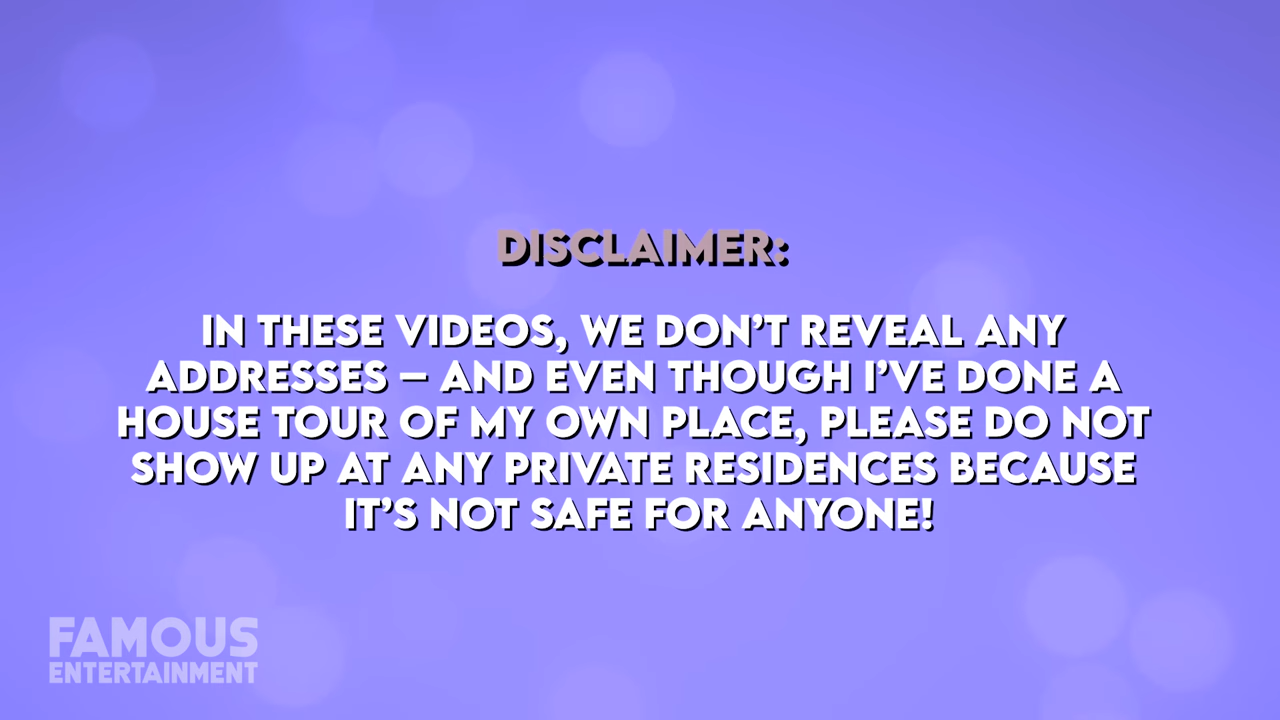 DISCLAIMER:
IN THESE VIDEOS, WE DON'T REVEAL ANY
ADDRESSES – AND EVEN THOUGH I'VE DONE A
HOUSE TOUR OF MY OWN PLACE, PLEASE DO NOT
SHOW UP AT ANY PRIVATE RESIDENCES BECAUSE
IT'S NOT SAFE FOR ANYONE!
FAMOUS
ENTERTAINMENT